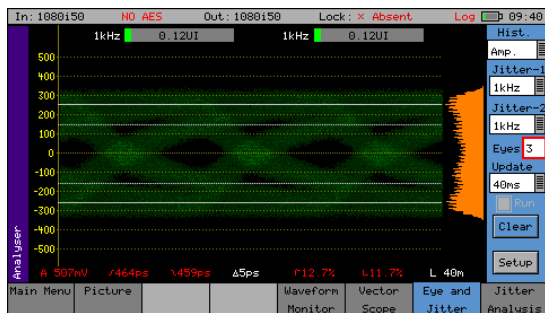 In: 1080i50 NO AES Out: 1080i50 Lock: × Absent Log 09:40
1kHz 0.12UI 1kHz 0.12UI
Hist.
Amp.
Jitter-1
1kHz
Jitter-2
1kHz
Eyes 3
Update
40ms
Run
Clear
Setup
500
400
300
200
100
0
-100
-200
-300
-400
-500
Analyser
A 507mV 464ps 459ps Δ5ps 12.7% 11.7% L 40m
Main Menu Picture Waveform Monitor Vector Scope Eye and Jitter Jitter Analysis